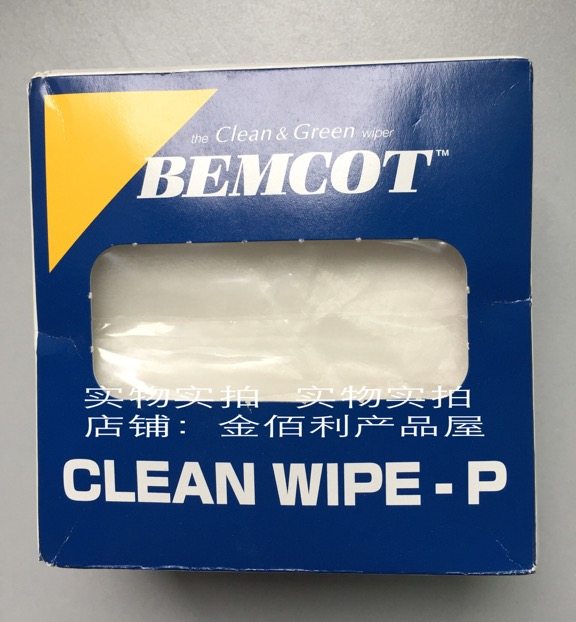 the Clean & Green wiper
BEMCOT™
实物实拍 实物实拍
店铺：金佰利产品屋
CLEAN WIPE - P